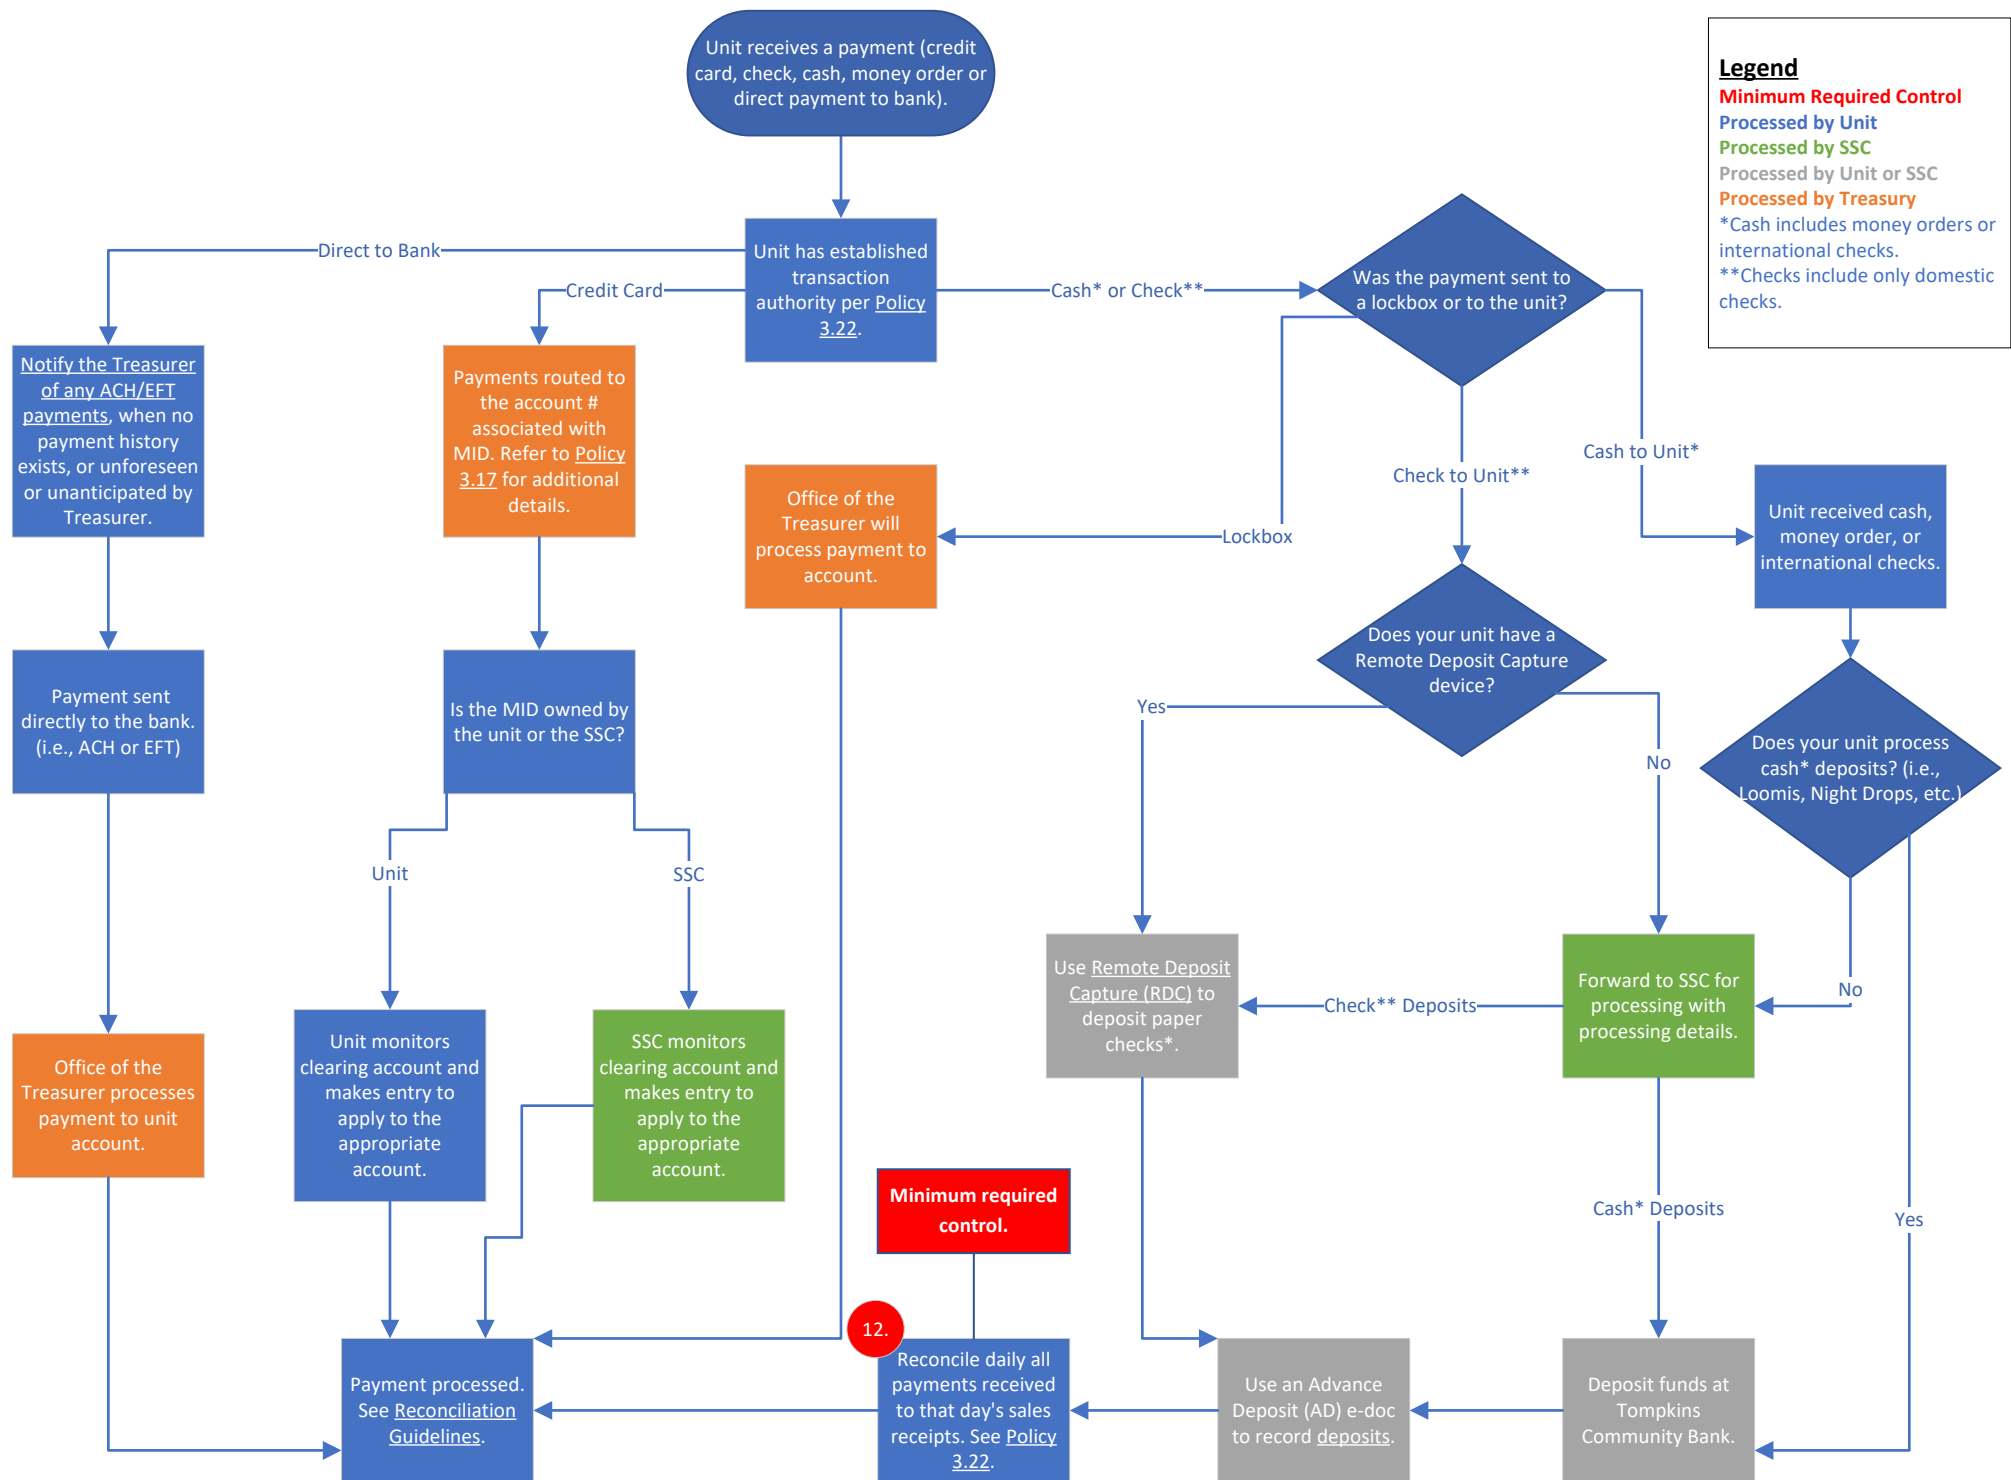 Unit receives a payment (credit
card, check, cash, money order or
direct payment to bank).
Legend
Minimum Required Control
Processed by Unit
Processed by SSC
Processed by Unit or SSC
Processed by Treasury
*Cash includes money orders or
international checks.
**Checks include only domestic
checks.
Direct to Bank
Credit Card
Unit has established
transaction
authority per Policy
3.22.
Cash* or Check**
Was the payment sent to
a lockbox or to the unit?
Notify the Treasurer
of any ACH/EFT
payments, when no
payment history
exists, or unforeseen
or unanticipated by
Treasurer.
Payments routed to
the account #
associated with
MID. Refer to Policy
3.17 for additional
details.
Office of the
Treasurer will
process payment to
account.
Lockbox
Check to Unit**
Cash to Unit*
Unit received cash,
money order, or
international checks.
Payment sent
directly to the bank.
(i.e., ACH or EFT)
Is the MID owned by
the unit or the SSC?
Does your unit have a
Remote Deposit Capture
device?
Yes
No
Does your unit process
cash* deposits? (i.e.,
Loomis, Night Drops, etc.)
Unit
SSC
No
Yes
Office of the
Treasurer processes
payment to unit
account.
Unit monitors
clearing account and
makes entry to
apply to the
appropriate
account.
SSC monitors
clearing account and
makes entry to
apply to the
appropriate
account.
Use Remote Deposit
Capture (RDC) to
deposit paper
checks*.
Check** Deposits
Forward to SSC for
processing with
processing details.
Cash* Deposits
Minimum required
control.
12.
Payment processed.
See Reconciliation
Guidelines.
Reconcile daily all
payments received
to that day's sales
receipts. See Policy
3.22.
Use an Advance
Deposit (AD) e-doc
to record deposits.
Deposit funds at
Tompkins
Community Bank.